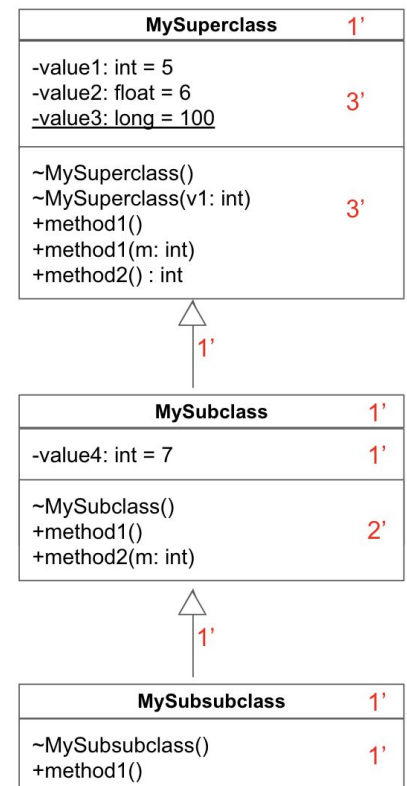 MySuperclass 1’
-value1: int = 5
-value2: float = 6
-value3: long = 100
3’
~MySuperclass()
~MySuperclass(v1: int)
+method1()
3’
+method1(m: int)
+method2() : int
1’
MySubclass 1’
-value4: int = 7 1’
~MySubclass()
+method1() 2’
+method2(m: int)
1’
MySubsubclass 1’
~MySubsubclass()
1’
+method1()